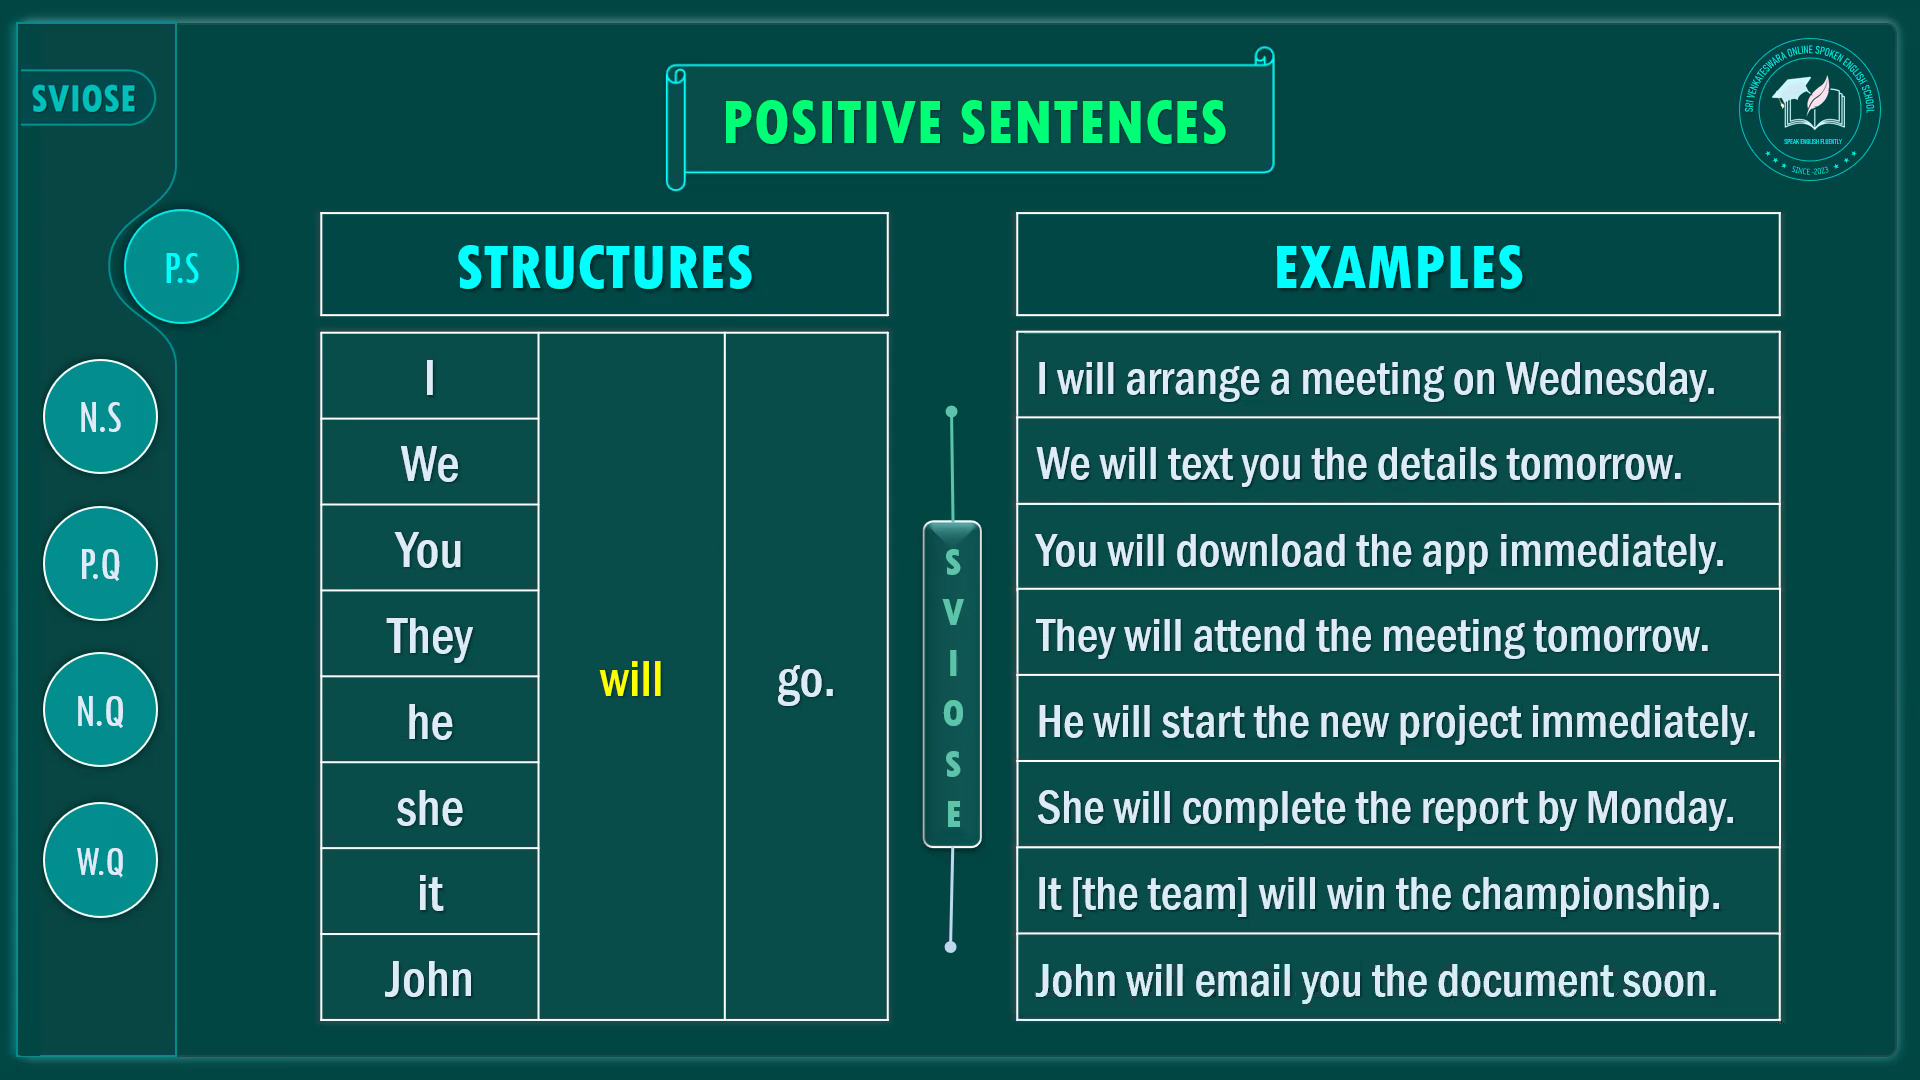 SVIOSE
POSITIVE SENTENCES
SRI VENKATESWARA ONLINE SPOKEN ENGLISH SCHOOL
SPEAK ENGLISH FLUENTLY
SINCE -2023
P.S
N.S
P.Q
N.Q
W.Q
STRUCTURES
I
We
You
They
he
she
it
John
will
go.
SVIOSE
EXAMPLES
I will arrange a meeting on Wednesday.
We will text you the details tomorrow.
You will download the app immediately.
They will attend the meeting tomorrow.
He will start the new project immediately.
She will complete the report by Monday.
It [the team] will win the championship.
John will email you the document soon.